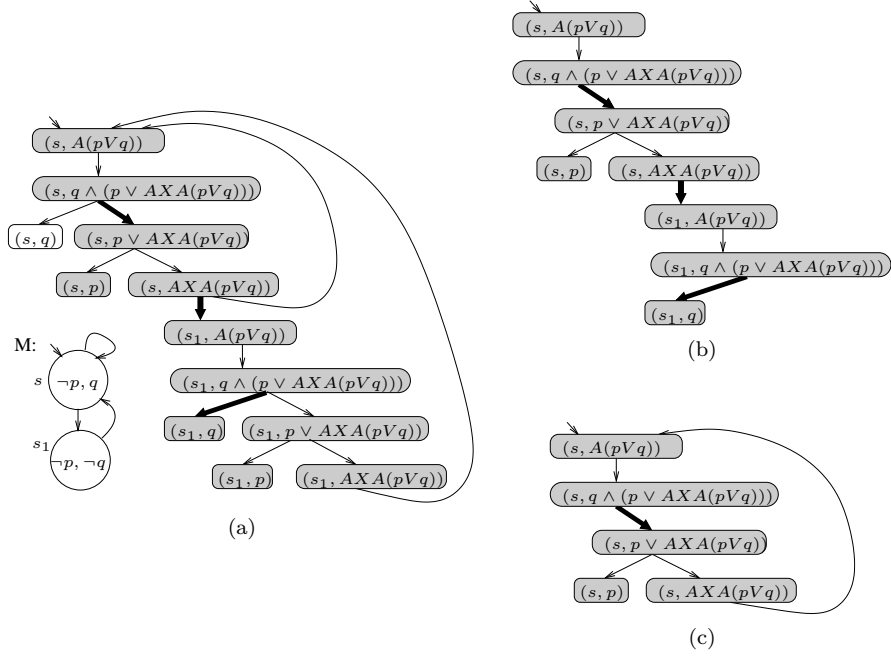 (s, A(pVq))
(s, q ∧ (p ∨ AXA(pVq)))
(s, q)
(s, p ∨ AXA(pVq))
(s, p)
(s, AXA(pVq))
(s₁, A(pVq))
(s₁, q ∧ (p ∨ AXA(pVq)))
(s₁, q)
(s₁, p ∨ AXA(pVq))
(s₁, p)
(s₁, AXA(pVq))
M:
s
¬p, q
s₁
¬p, ¬q
(a)
(s, A(pVq))
(s, q ∧ (p ∨ AXA(pVq)))
(s, p ∨ AXA(pVq))
(s, p)
(s, AXA(pVq))
(s₁, A(pVq))
(s₁, q ∧ (p ∨ AXA(pVq)))
(s₁, q)
(b)
(s, A(pVq))
(s, q ∧ (p ∨ AXA(pVq)))
(s, p ∨ AXA(pVq))
(s, p)
(s, AXA(pVq))
(c)